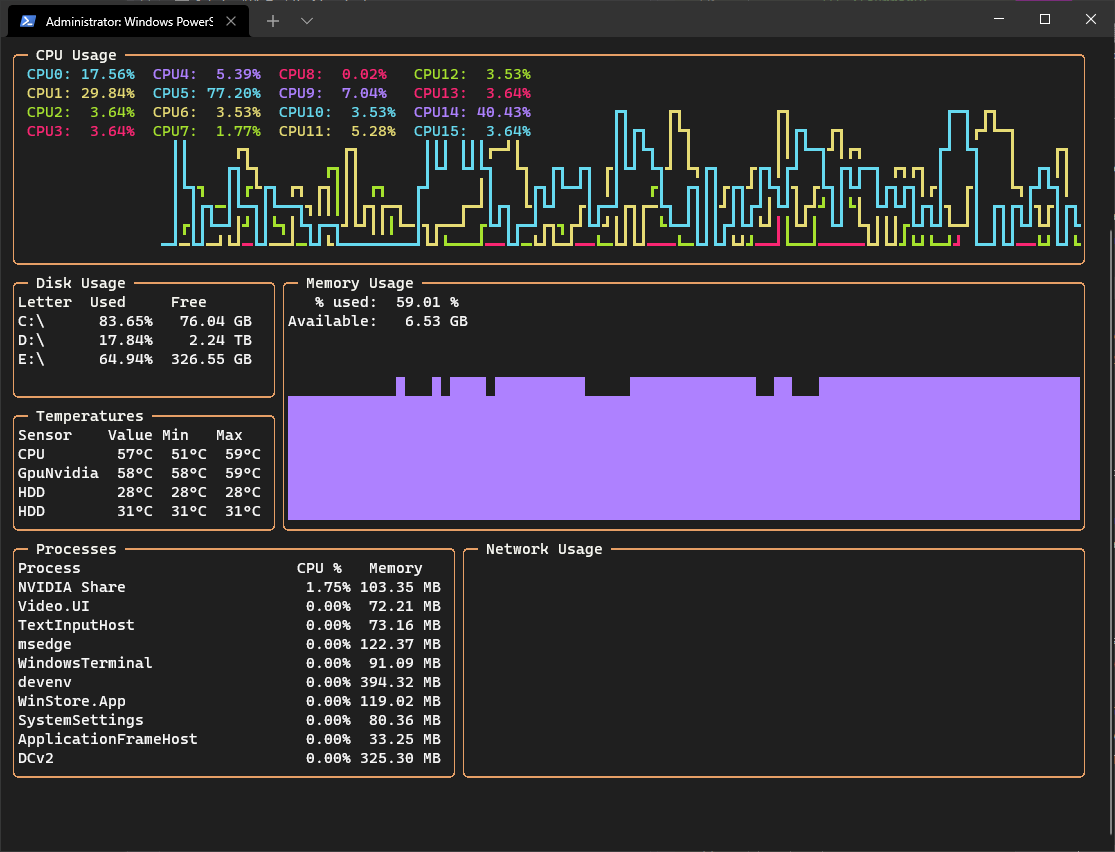 Administrator: Windows PowerS
CPU Usage
CPU0: 17.56% CPU4: 5.39% CPU8: 0.02% CPU12: 3.53%
CPU1: 29.84% CPU5: 77.20% CPU9: 7.04% CPU13: 3.64%
CPU2: 3.64% CPU6: 3.53% CPU10: 3.53% CPU14: 40.43%
CPU3: 3.64% CPU7: 1.77% CPU11: 5.28% CPU15: 3.64%
Disk Usage
Letter Used Free
C:\ 83.65% 76.04 GB
D:\ 17.84% 2.24 TB
E:\ 64.94% 326.55 GB
Memory Usage
% used: 59.01 %
Available: 6.53 GB
Temperatures
Sensor Value Min Max
CPU 57°C 51°C 59°C
GpuNvidia 58°C 58°C 59°C
HDD 28°C 28°C 28°C
HDD 31°C 31°C 31°C
Processes
Process CPU % Memory
NVIDIA Share 1.75% 103.35 MB
Video.UI 0.00% 72.21 MB
TextInputHost 0.00% 73.16 MB
msedge 0.00% 122.37 MB
WindowsTerminal 0.00% 91.09 MB
devenv 0.00% 394.32 MB
WinStore.App 0.00% 119.02 MB
SystemSettings 0.00% 80.36 MB
ApplicationFrameHost 0.00% 33.25 MB
DCv2 0.00% 325.30 MB
Network Usage